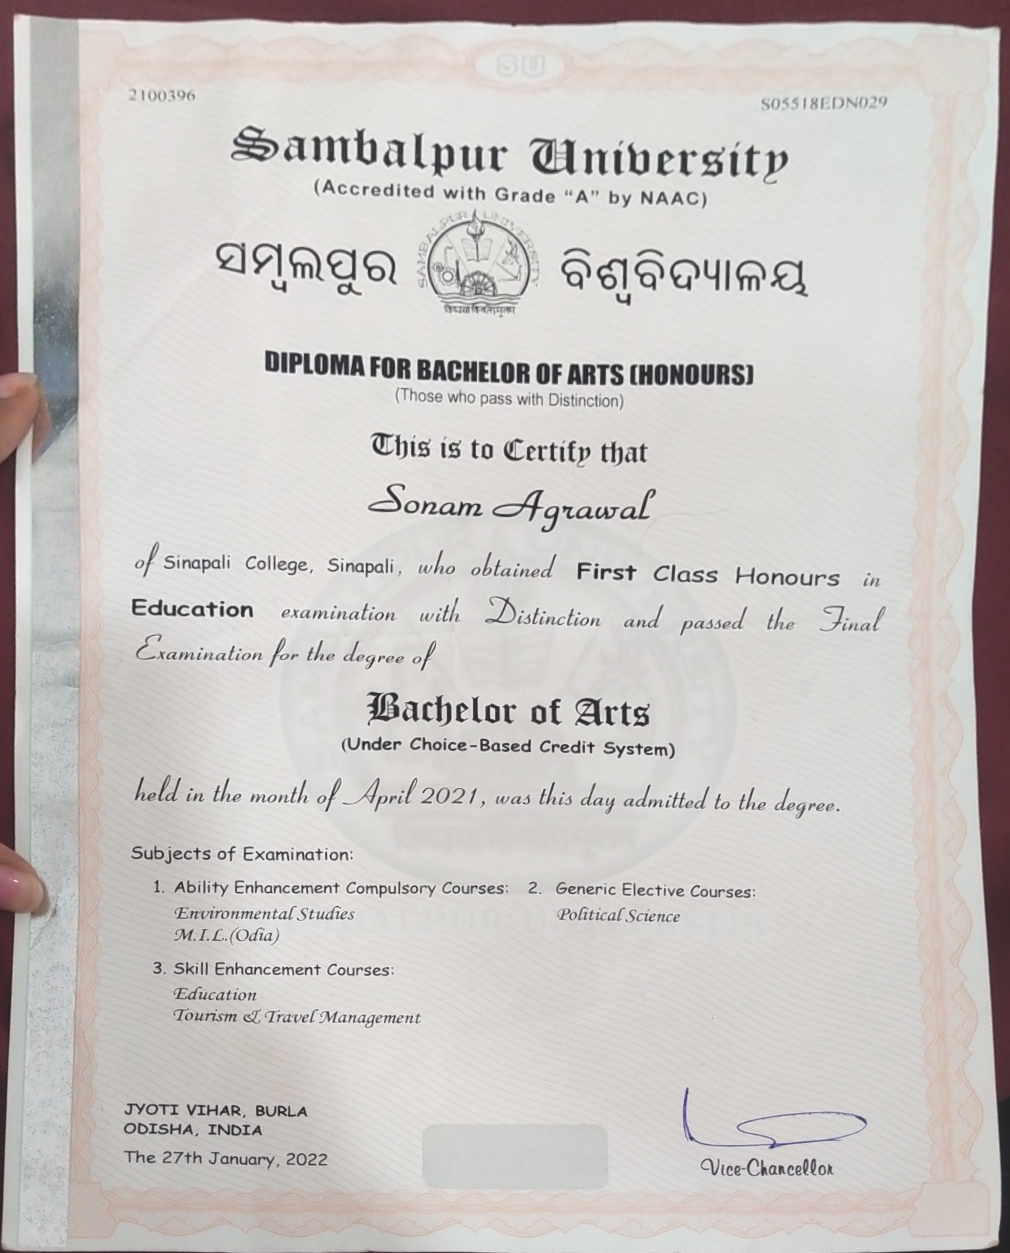 SU
2100396
S05518EDN029
Sambalpur University
(Accredited with Grade “A” by NAAC)
ସମ୍ବଲପୁର ବିଶ୍ୱବିଦ୍ୟାଳୟ
SAMBALPUR UNIVERSITY
DIPLOMA FOR BACHELOR OF ARTS (HONOURS)
(Those who pass with Distinction)
This is to Certify that
Sonam Agrawal
of Sinapali College, Sinapali, who obtained First Class Honours in
Education examination with Distinction and passed the Final
Examination for the degree of
Bachelor of Arts
(Under Choice-Based Credit System)
held in the month of April 2021, was this day admitted to the degree.
Subjects of Examination:
1. Ability Enhancement Compulsory Courses: 2. Generic Elective Courses:
Environmental Studies Political Science
M.I.L.(Odia)
3. Skill Enhancement Courses:
Education
Tourism & Travel Management
JYOTI VIHAR, BURLA
ODISHA, INDIA
The 27th January, 2022
Vice-Chancellor